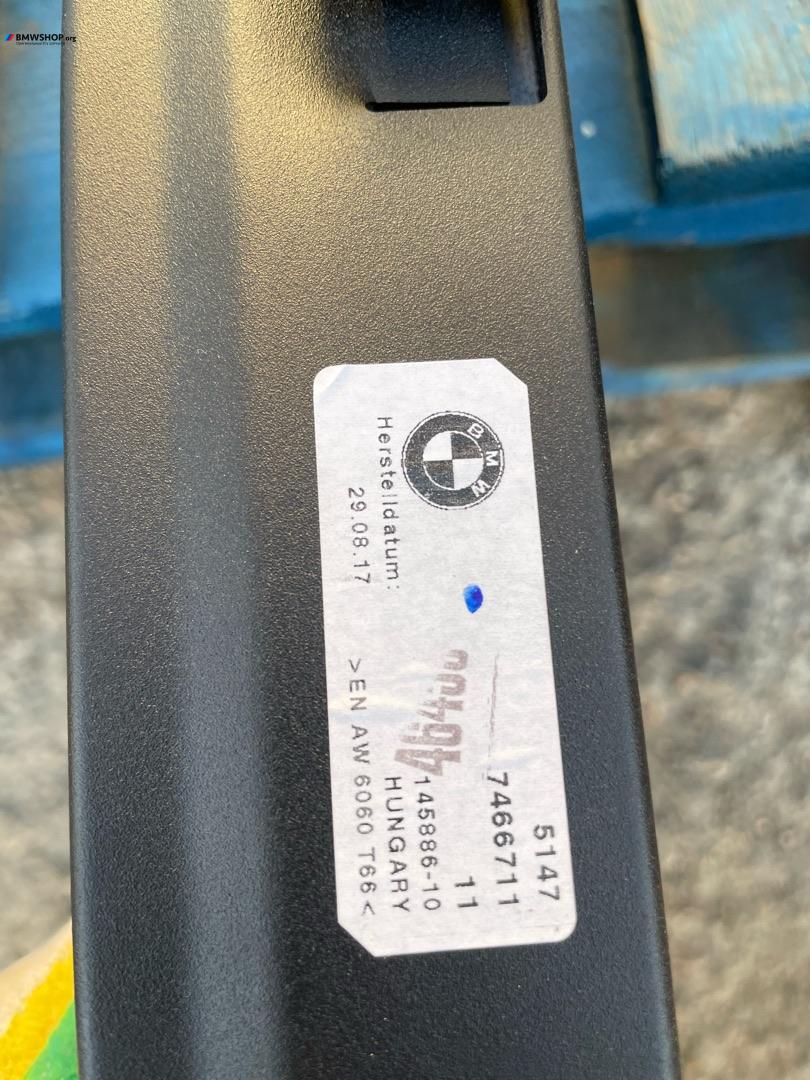 BMWSHOP.org
BMW
5147
7466711
11
145886-10
HUNGARY
Herstelldatum:
29.08.17
>EN AW 6060 T66<